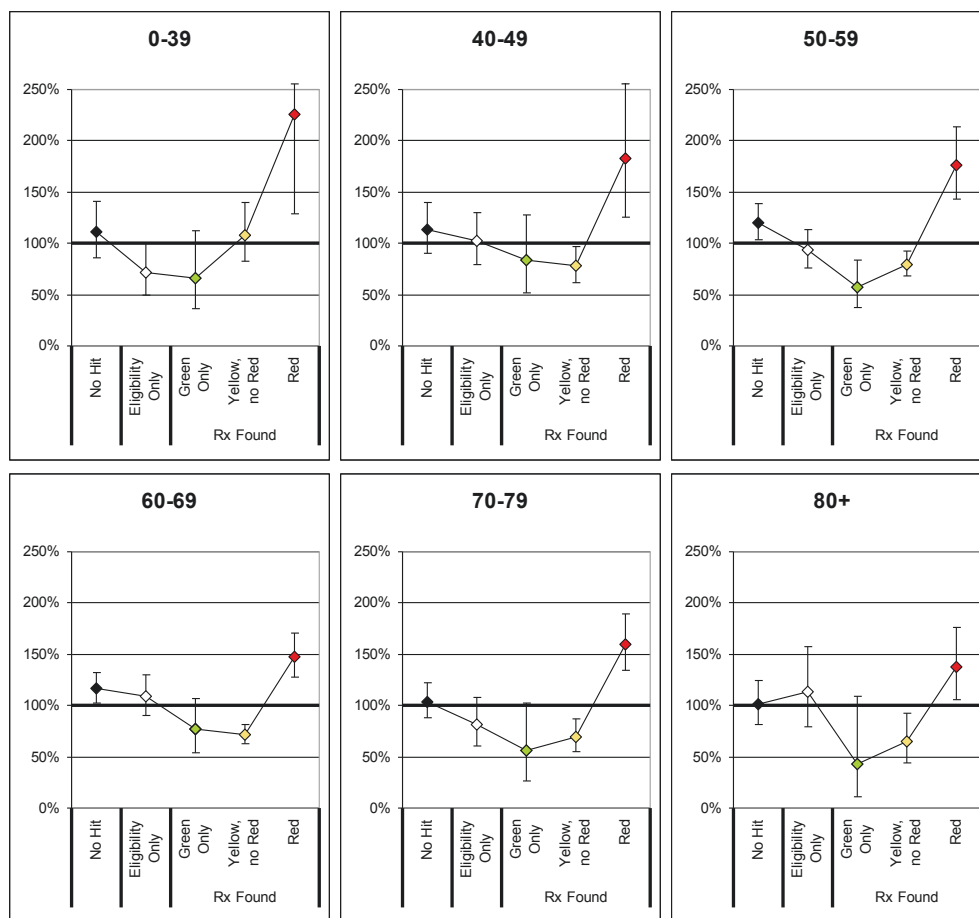 0-39
250%
200%
150%
100%
50%
0%
No Hit
Eligibility
Only
Green
Only
Yellow,
no Red
Red
Rx Found
40-49
250%
200%
150%
100%
50%
0%
No Hit
Eligibility
Only
Green
Only
Yellow,
no Red
Red
Rx Found
50-59
250%
200%
150%
100%
50%
0%
No Hit
Eligibility
Only
Green
Only
Yellow,
no Red
Red
Rx Found
60-69
250%
200%
150%
100%
50%
0%
No Hit
Eligibility
Only
Green
Only
Yellow,
no Red
Red
Rx Found
70-79
250%
200%
150%
100%
50%
0%
No Hit
Eligibility
Only
Green
Only
Yellow,
no Red
Red
Rx Found
80+
250%
200%
150%
100%
50%
0%
No Hit
Eligibility
Only
Green
Only
Yellow,
no Red
Red
Rx Found